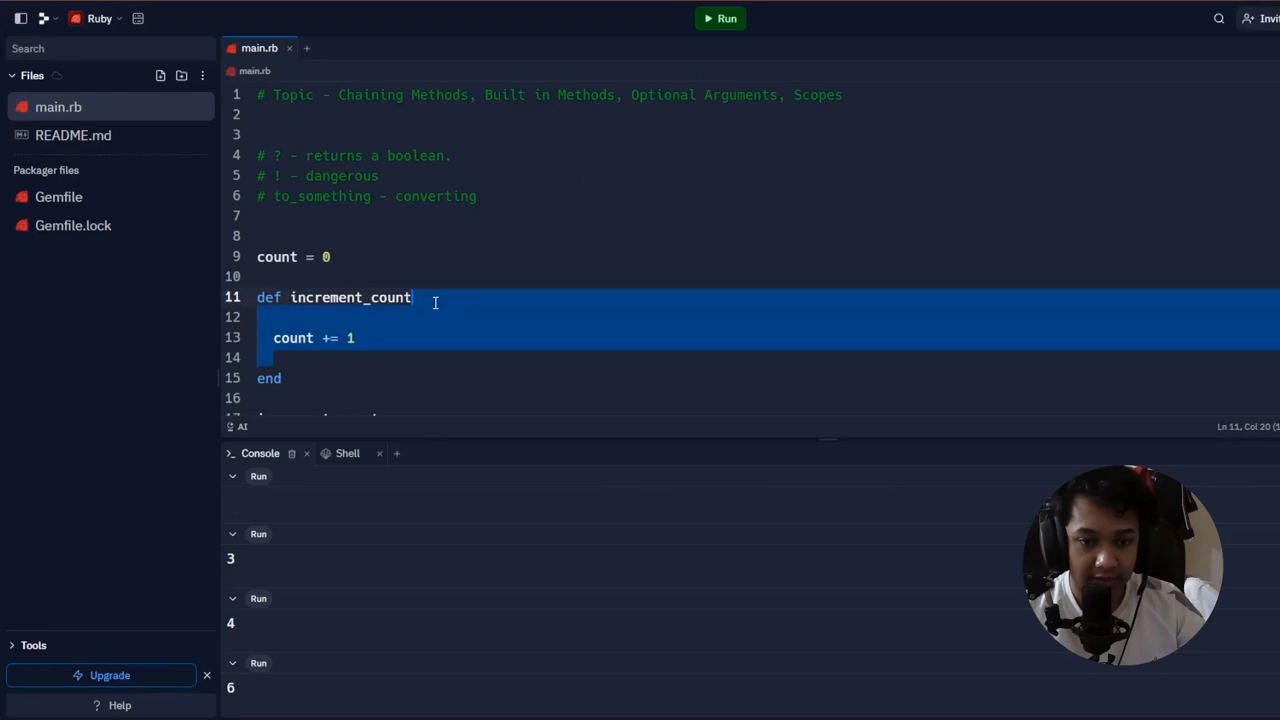 Ruby
Run
Invi
Search
main.rb
Files
main.rb
main.rb
README.md
Packager files
Gemfile
Gemfile.lock
1 # Topic - Chaining Methods, Built in Methods, Optional Arguments, Scopes
2
3
4 # ? - returns a boolean.
5 # ! - dangerous
6 # to_something - converting
7
8
9 count = 0
10
11 def increment_count
12
13 count += 1
14
15 end
16
AI
Ln 11, Col 20 (1
Console
Shell
Run
Run
3
Run
4
Run
6
Tools
Upgrade
? Help